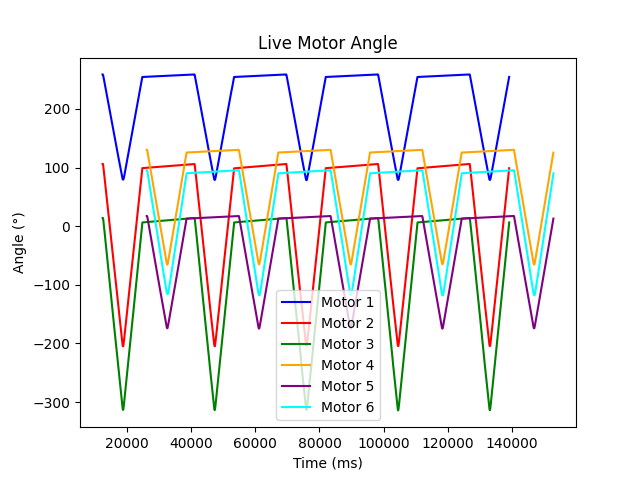 Live Motor Angle
Angle (°)
200
100
0
−100
−200
−300
Motor 1
Motor 2
Motor 3
Motor 4
Motor 5
Motor 6
20000 40000 60000 80000 100000 120000 140000
Time (ms)